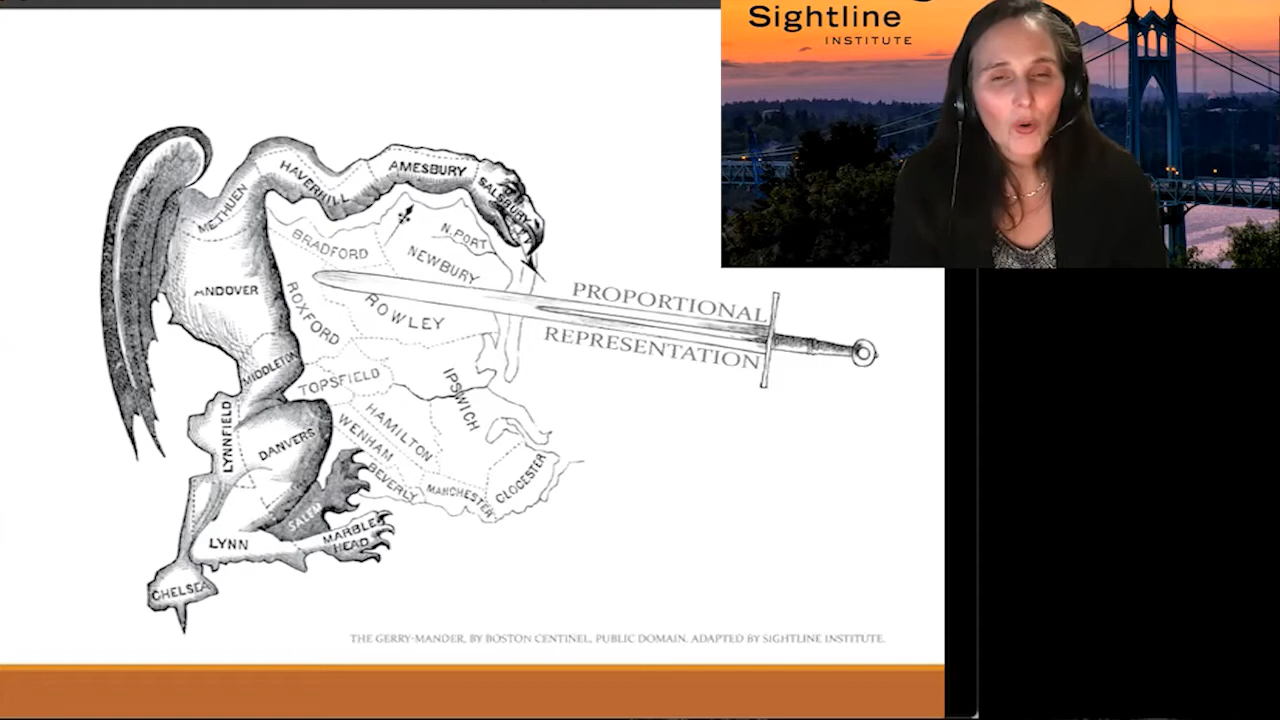 Sightline
INSTITUTE
METHUEN
HAVERHILL
AMESBURY
SALSBURY
BRADFORD
N.PORT
NEWBURY
ANDOVER
ROXFORD
ROWLEY
PROPORTIONAL
REPRESENTATION
MIDDLETON
TOPSFIELD
IPSWICH
HAMILTON
WENHAM
LYNNFIELD
DANVERS
BEVERLY
MANCHESTER
GLOCESTER
SALEM
LYNN
MARBLE
HEAD
CHELSEA
THE GERRY-MANDER, BY BOSTON CENTINEL, PUBLIC DOMAIN. ADAPTED BY SIGHTLINE INSTITUTE.